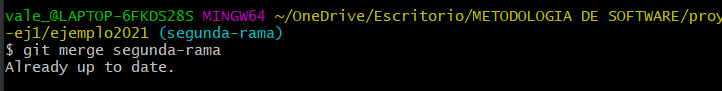 vale_@LAPTOP-6FKDS28S MINGW64 ~/OneDrive/Escritorio/METODOLOGIA DE SOFTWARE/proy
-ej1/ejemplo2021 (segunda-rama)
$ git merge segunda-rama
Already up to date.